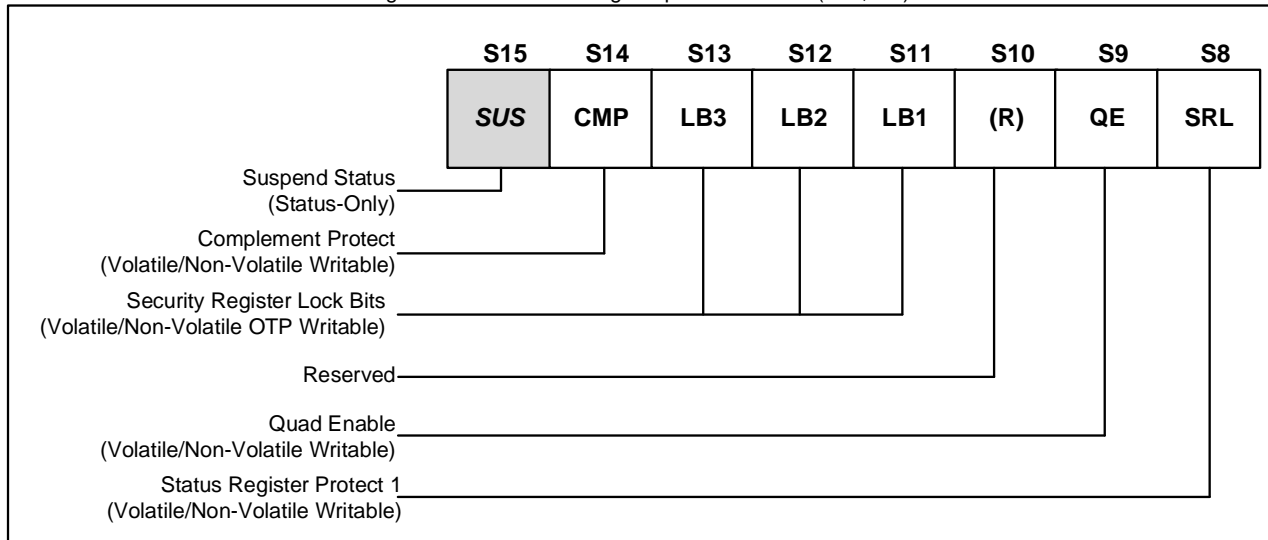 S15 S14 S13 S12 S11 S10 S9 S8
SUS CMP LB3 LB2 LB1 (R) QE SRL
Suspend Status
(Status-Only)
Complement Protect
(Volatile/Non-Volatile Writable)
Security Register Lock Bits
(Volatile/Non-Volatile OTP Writable)
Reserved
Quad Enable
(Volatile/Non-Volatile Writable)
Status Register Protect 1
(Volatile/Non-Volatile Writable)